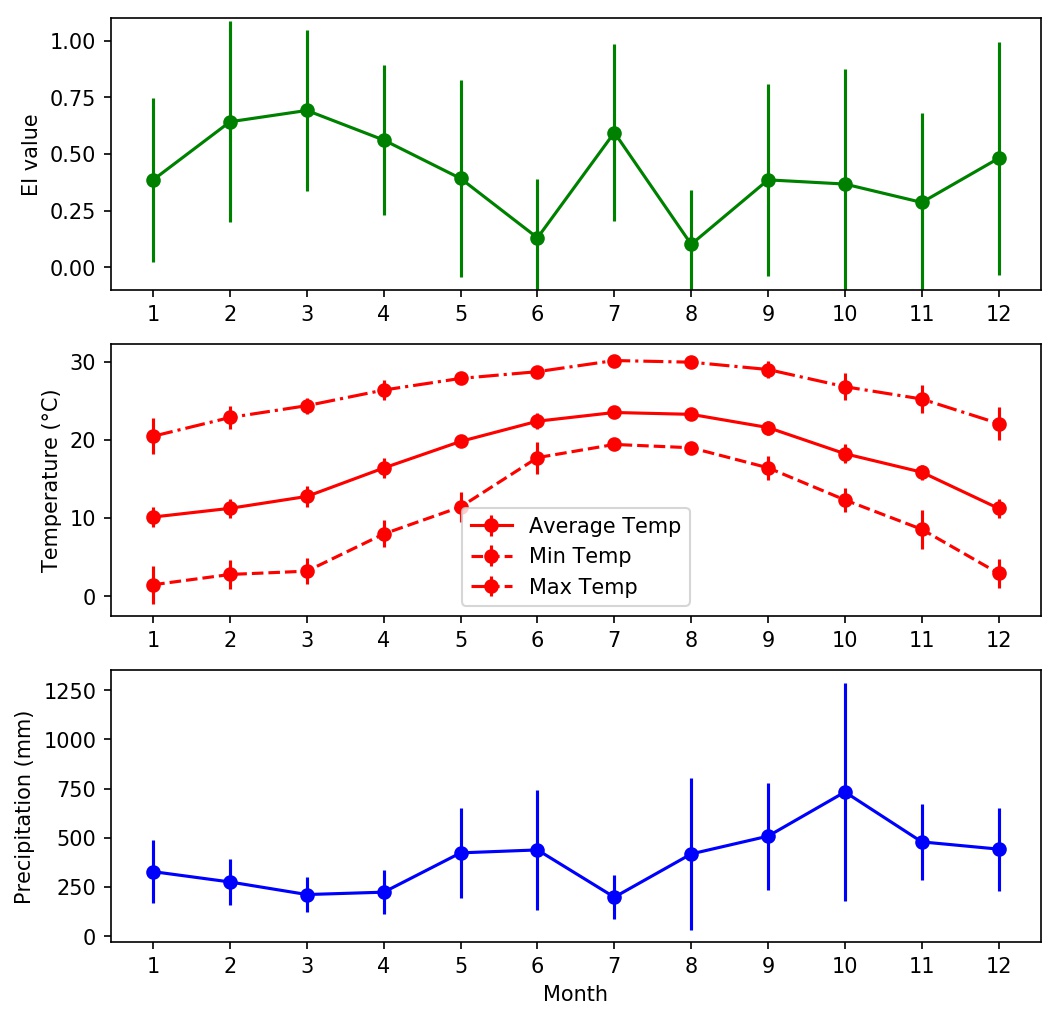 1.00
0.75
0.50
0.25
0.00
EI value
1 2 3 4 5 6 7 8 9 10 11 12
30
20
10
0
Temperature (°C)
Average Temp
Min Temp
Max Temp
1 2 3 4 5 6 7 8 9 10 11 12
1250
1000
750
500
250
0
Precipitation (mm)
1 2 3 4 5 6 7 8 9 10 11 12
Month